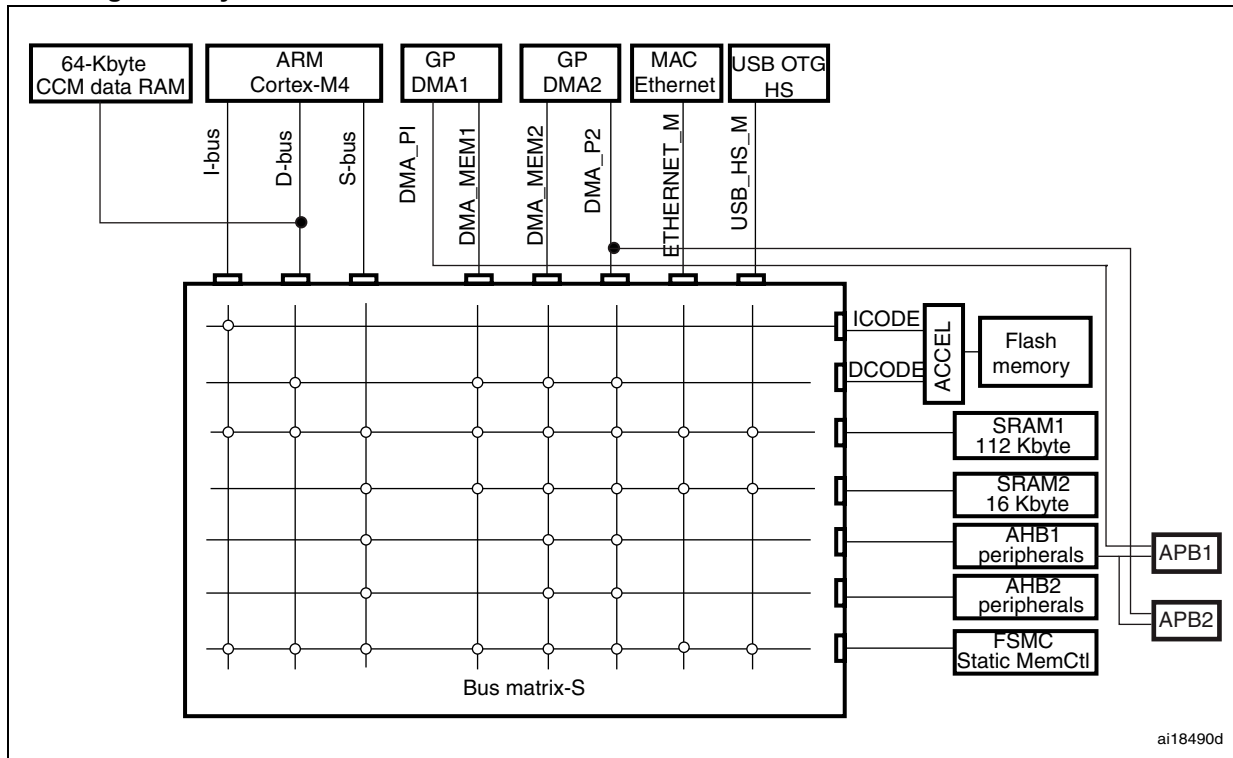 64-Kbyte
CCM data RAM
ARM
Cortex-M4
GP
DMA1
GP
DMA2
MAC
Ethernet
USB OTG
HS
I-bus
D-bus
S-bus
DMA_PI
DMA_MEM1
DMA_MEM2
DMA_P2
ETHERNET_M
USB_HS_M
ICODE
DCODE
ACCEL
Flash
memory
SRAM1
112 Kbyte
SRAM2
16 Kbyte
AHB1
peripherals
AHB2
peripherals
FSMC
Static MemCtl
APB1
APB2
Bus matrix-S
ai18490d